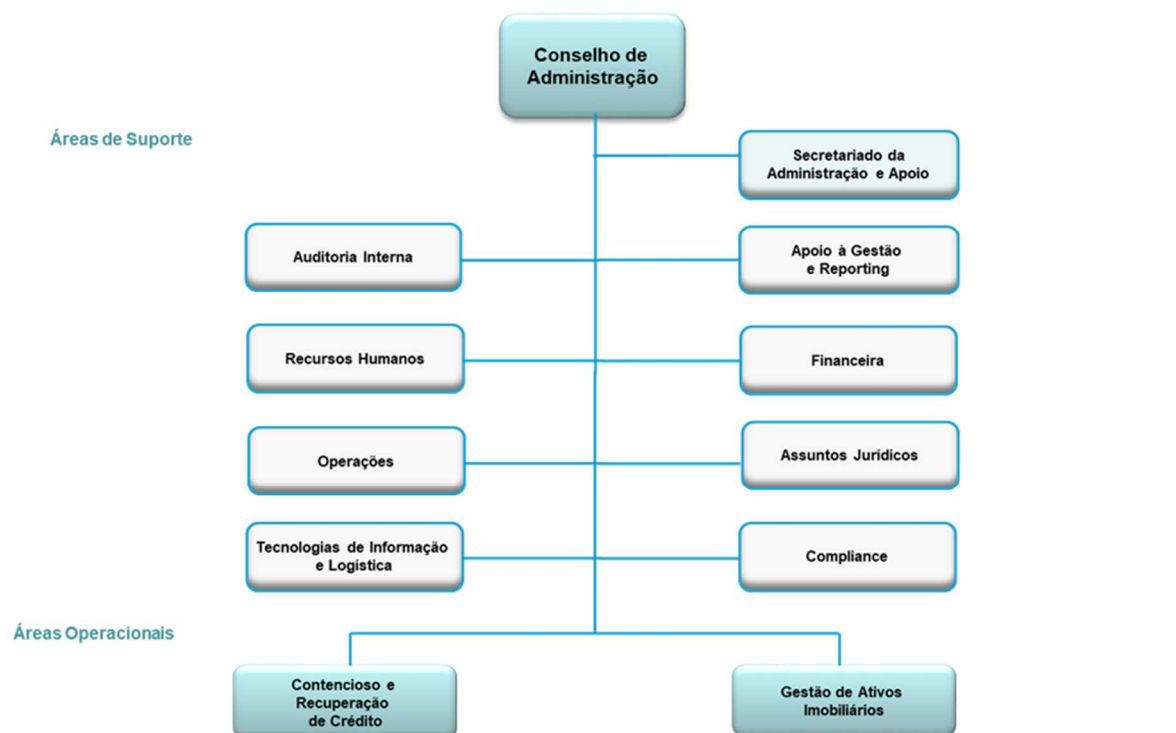 Conselho de
Administração
Áreas de Suporte
Secretariado da
Administração e Apoio
Auditoria Interna
Apoio à Gestão
e Reporting
Recursos Humanos
Financeira
Operações
Assuntos Jurídicos
Tecnologias de Informação
e Logística
Compliance
Áreas Operacionais
Contencioso e
Recuperação
de Crédito
Gestão de Ativos
Imobiliários